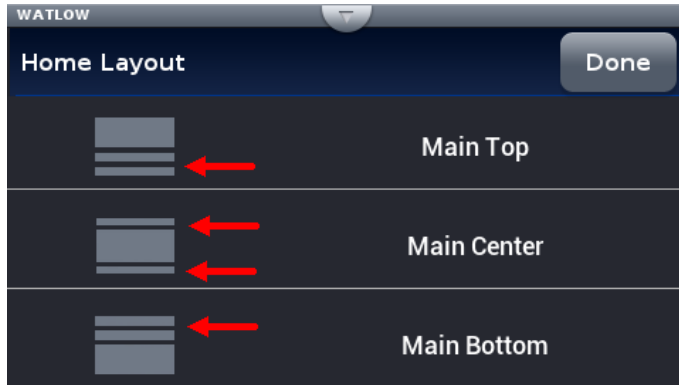 WATLOW
Home Layout
Done
Main Top
Main Center
Main Bottom